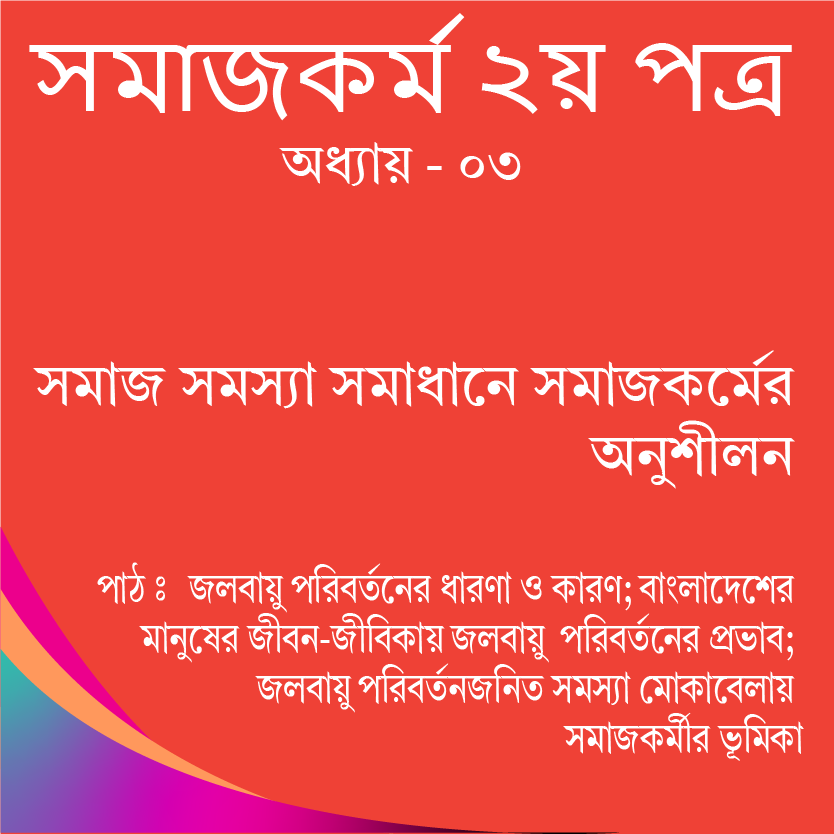 সমাজকর্ম ২য় পত্র
অধ্যায় - ০৩
সমাজ সমস্যা সমাধানে সমাজকর্মের
অনুশীলন
পাঠ ঃ জলবায়ু পরিবর্তনের ধারণা ও কারণ; বাংলাদেশের
মানুষের জীবন-জীবিকায় জলবায়ু পরিবর্তনের প্রভাব;
জলবায়ু পরিবর্তনজনিত সমস্যা মোকাবেলায়
সমাজকর্মীর ভূমিকা